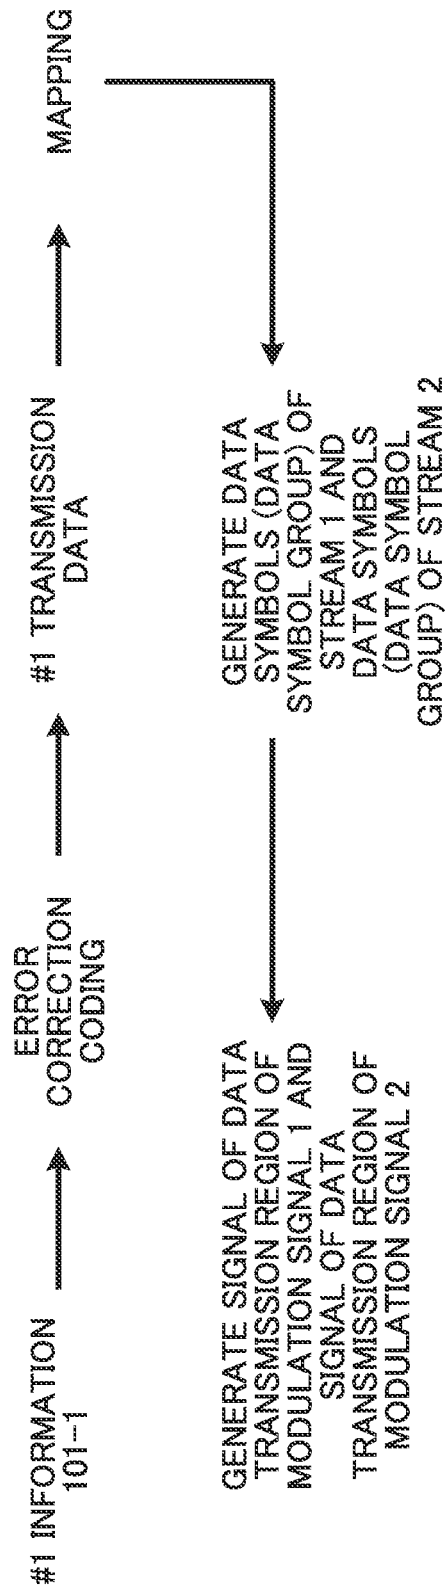 #1 INFORMATION
101-1
ERROR
CORRECTION
CODING
#1 TRANSMISSION
DATA
MAPPING
GENERATE DATA
SYMBOLS (DATA
SYMBOL GROUP) OF
STREAM 1 AND
DATA SYMBOLS
(DATA SYMBOL
GROUP) OF STREAM 2
GENERATE SIGNAL OF DATA
TRANSMISSION REGION OF
MODULATION SIGNAL 1 AND
SIGNAL OF DATA
TRANSMISSION REGION OF
MODULATION SIGNAL 2